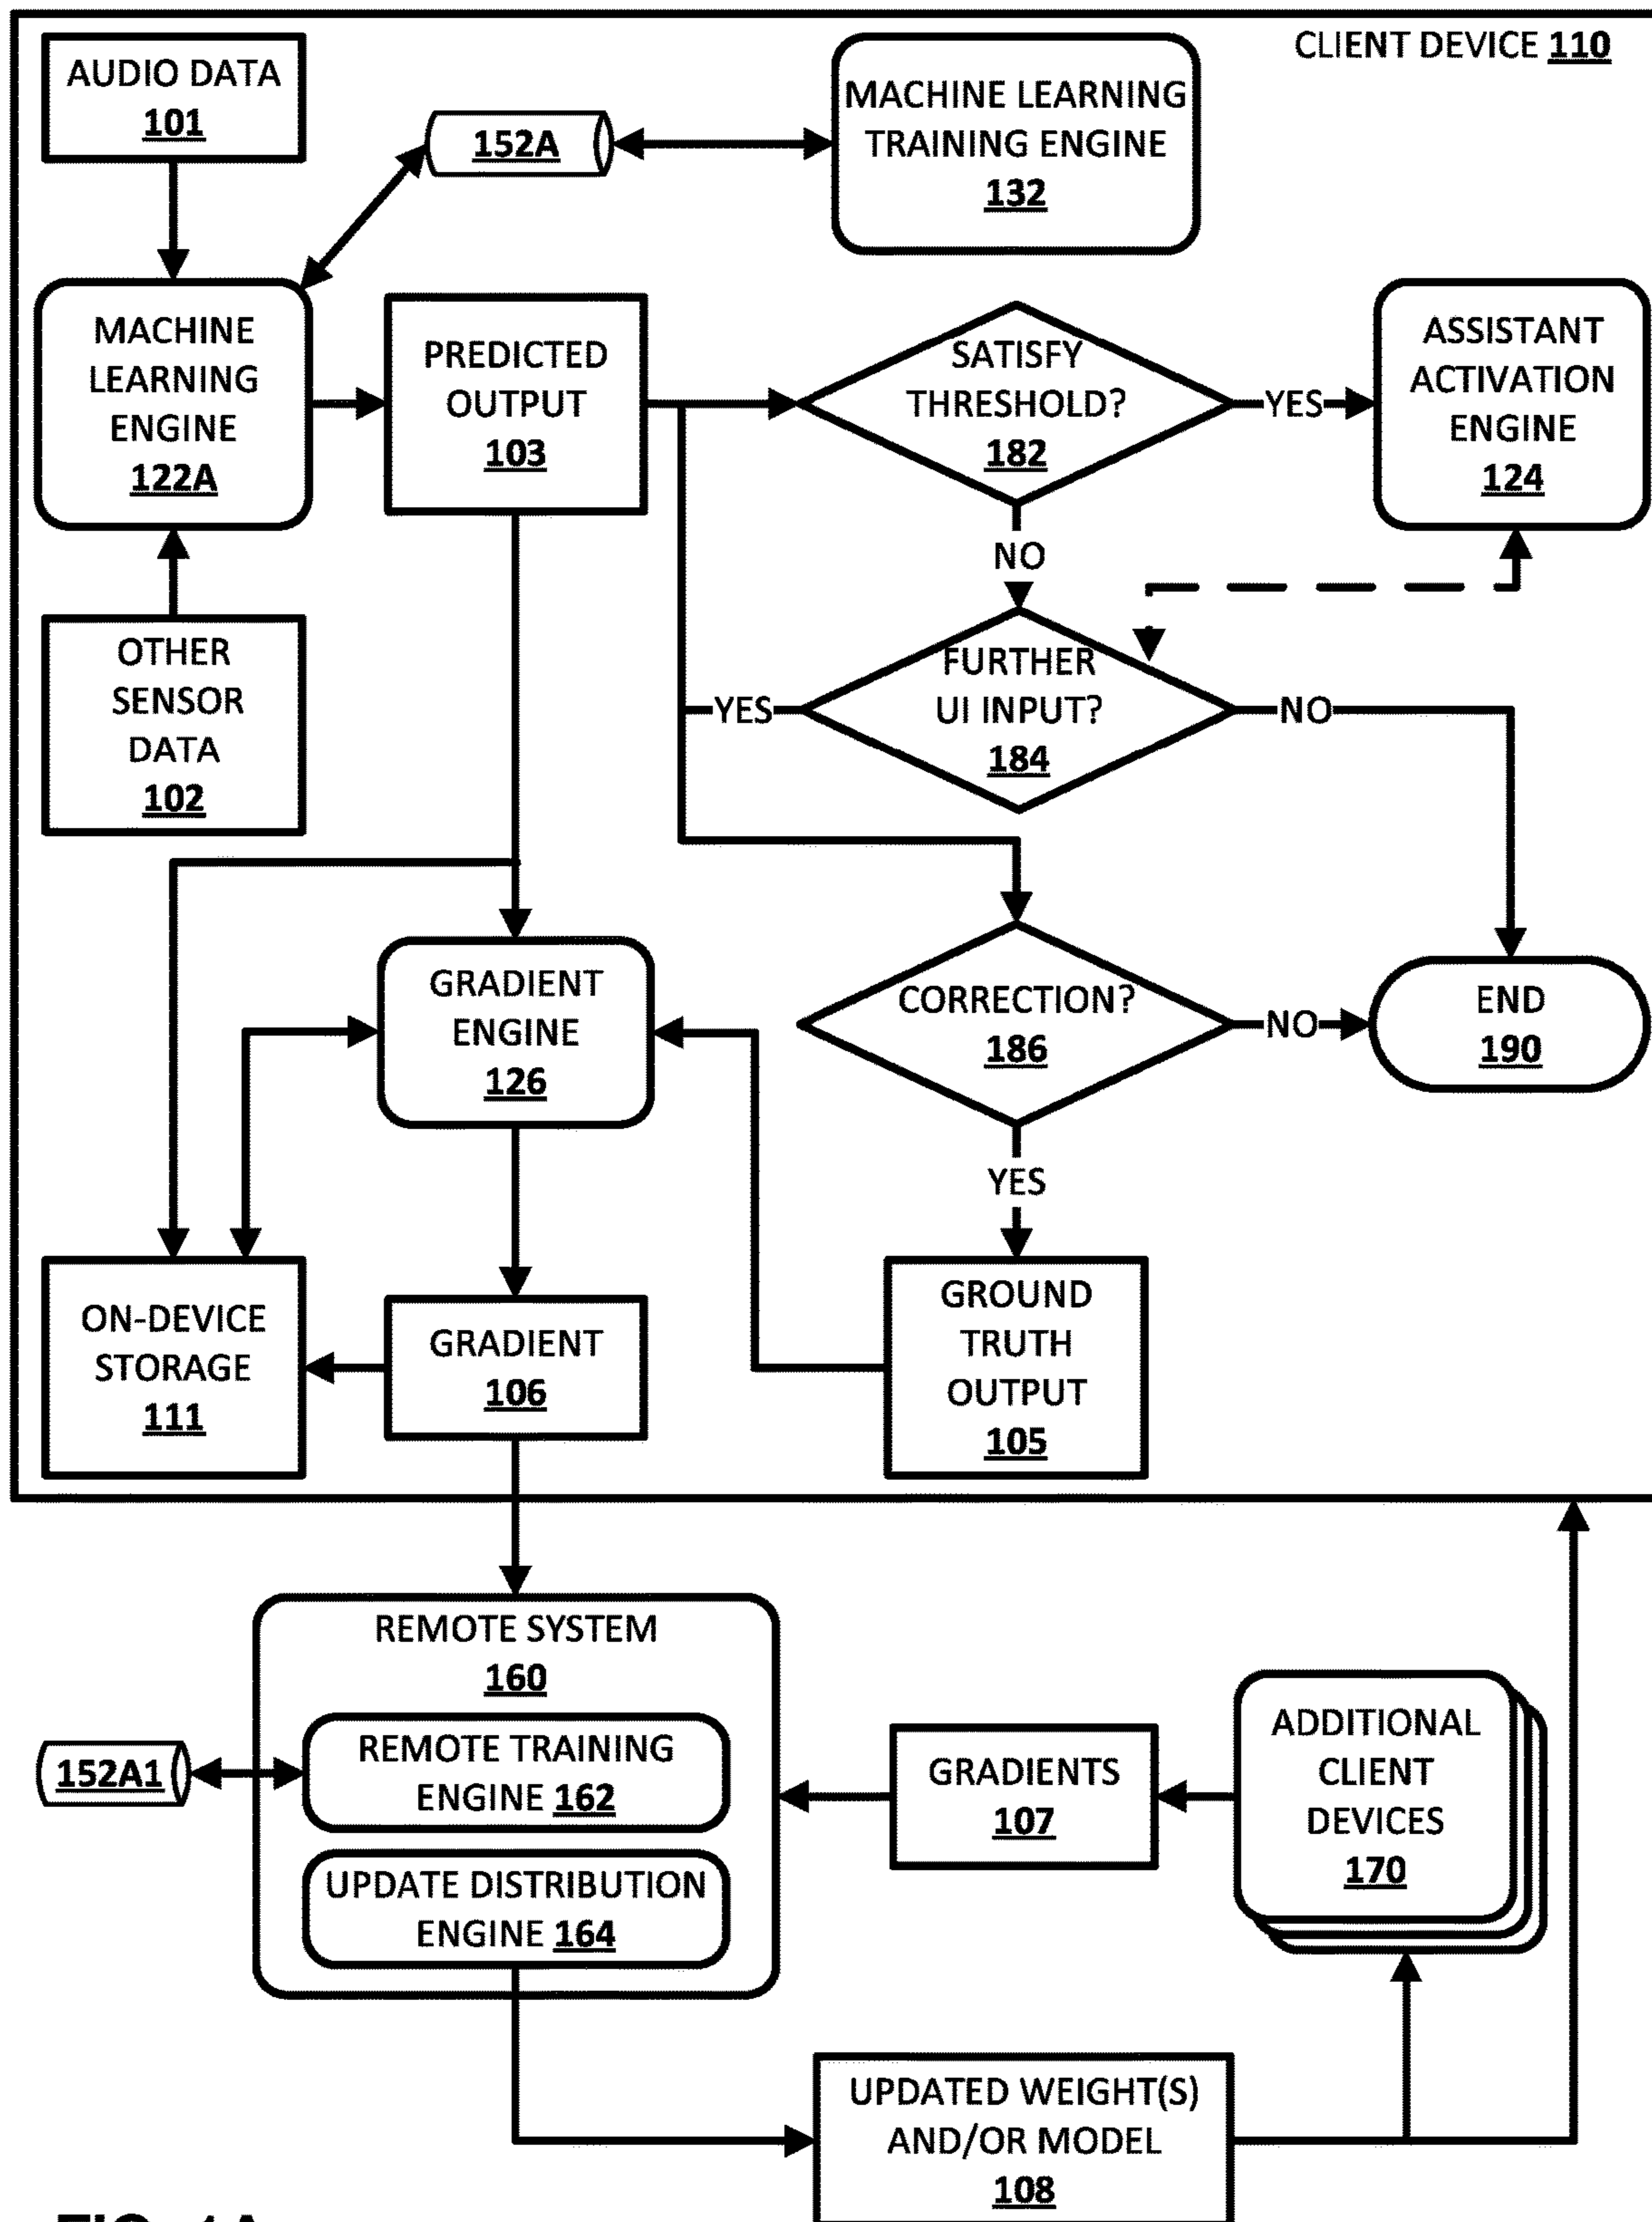 CLIENT DEVICE 110
AUDIO DATA
101
152A
MACHINE LEARNING
TRAINING ENGINE
132
MACHINE
LEARNING
ENGINE
122A
PREDICTED
OUTPUT
103
SATISFY
THRESHOLD?
182
YES
ASSISTANT
ACTIVATION
ENGINE
124
NO
OTHER
SENSOR
DATA
102
FURTHER
UI INPUT?
184
YES
NO
GRADIENT
ENGINE
126
CORRECTION?
186
NO
END
190
YES
ON-DEVICE
STORAGE
111
GRADIENT
106
GROUND
TRUTH
OUTPUT
105
REMOTE SYSTEM
160
152A1
REMOTE TRAINING
ENGINE 162
UPDATE DISTRIBUTION
ENGINE 164
GRADIENTS
107
ADDITIONAL
CLIENT
DEVICES
170
UPDATED WEIGHT(S)
AND/OR MODEL
108